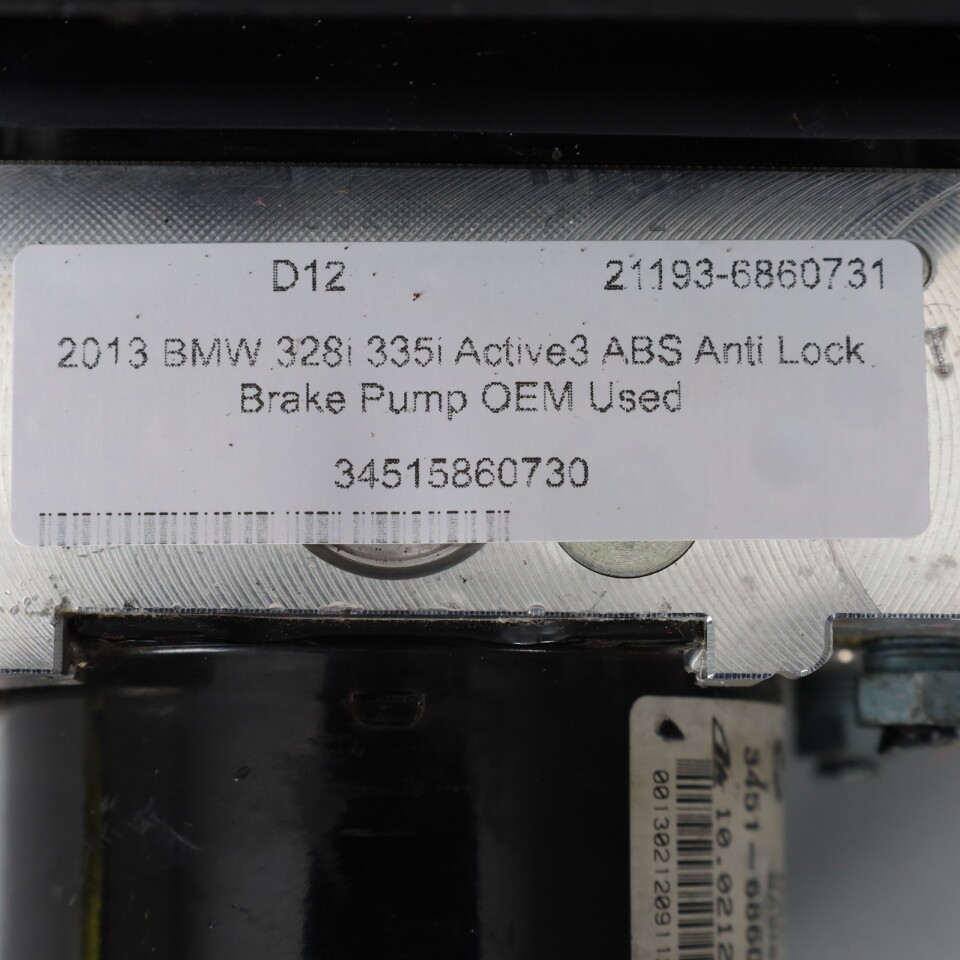 D12 21193-6860731
2013 BMW 328i 335i Active3 ABS Anti Lock
Brake Pump OEM Used
34515860730